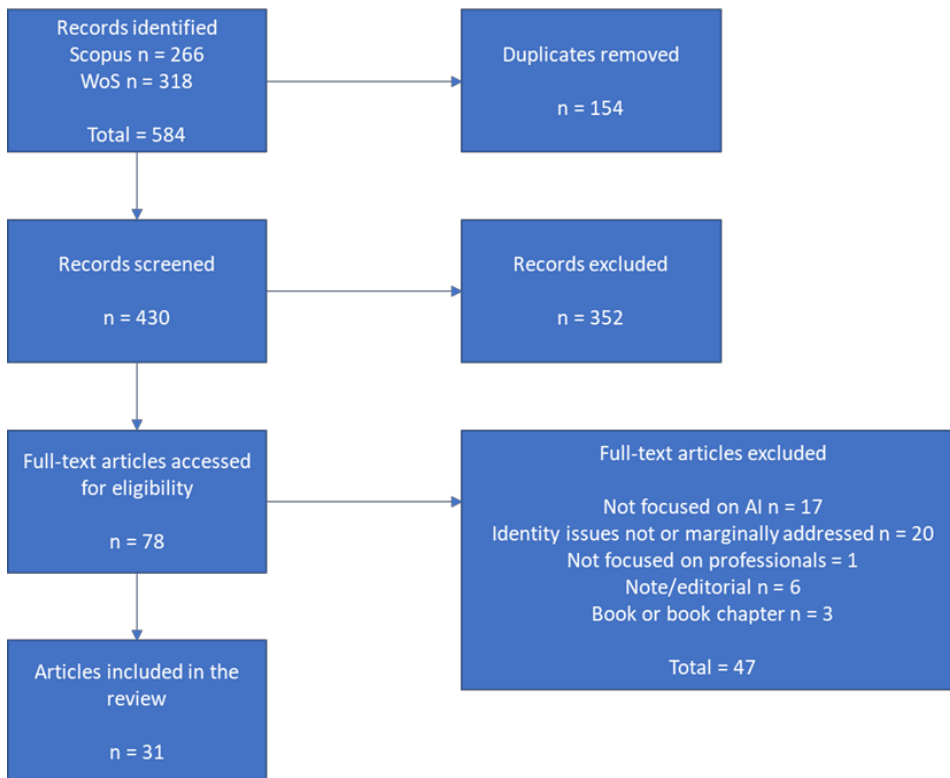 Records identified
Scopus n = 266
WoS n = 318
Total = 584
Duplicates removed
n = 154
Records screened
n = 430
Records excluded
n = 352
Full-text articles accessed
for eligibility
n = 78
Full-text articles excluded
Not focused on AI n = 17
Identity issues not or marginally addressed n = 20
Not focused on professionals = 1
Note/editorial n = 6
Book or book chapter n = 3
Total = 47
Articles included in the
review
n = 31